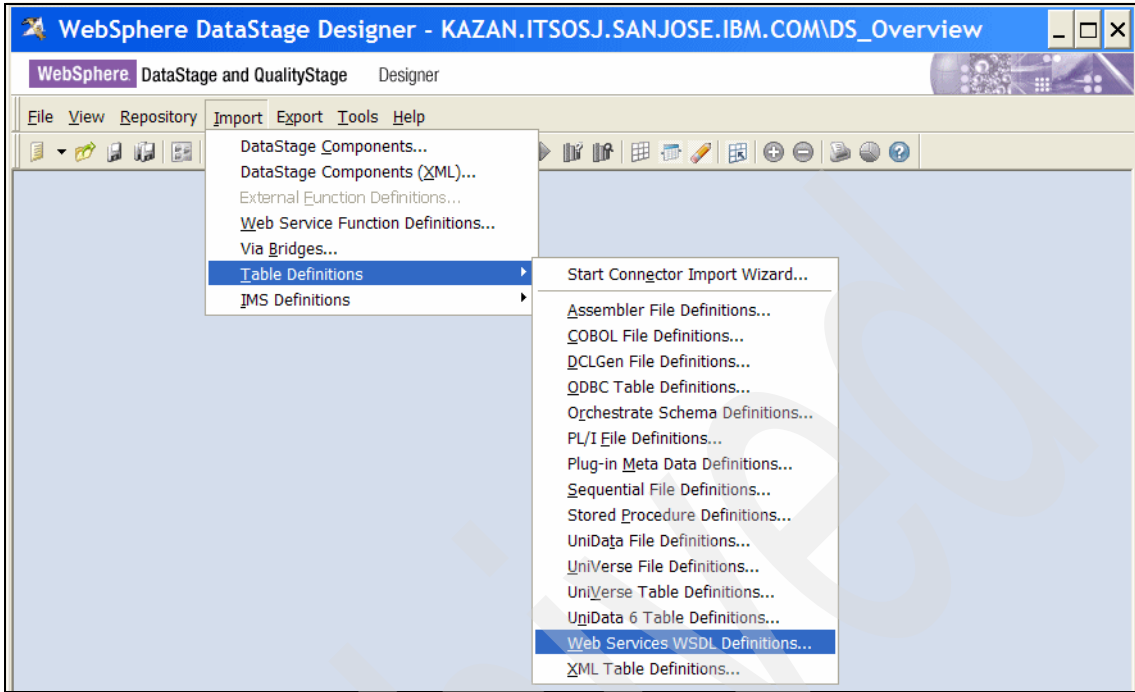 WebSphere DataStage Designer - KAZAN.ITSOSJ.SANJOSE.IBM.COM\DS_Overview
WebSphere. DataStage and QualityStage Designer
File View Repository Import Export Tools Help
DataStage Components...
DataStage Components (XML)...
External Function Definitions...
Web Service Function Definitions...
Via Bridges...
Table Definitions
IMS Definitions
Start Connector Import Wizard...
Assembler File Definitions...
COBOL File Definitions...
DCLGen File Definitions...
ODBC Table Definitions...
Orchestrate Schema Definitions...
PL/I File Definitions...
Plug-in Meta Data Definitions...
Sequential File Definitions...
Stored Procedure Definitions...
UniData File Definitions...
UniVerse File Definitions...
UniVerse Table Definitions...
UniData 6 Table Definitions...
Web Services WSDL Definitions...
XML Table Definitions...